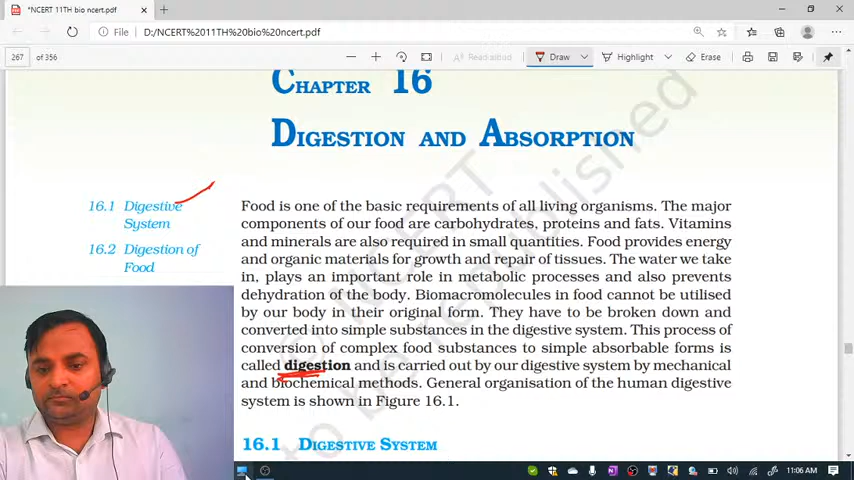 *NCERT 11TH bio ncert.pdf
File
D:/NCERT%2011TH%20bio%20ncert.pdf
267 of 356
Read aloud
Draw
Highlight
Erase
CHAPTER 16
DIGESTION AND ABSORPTION
16.1 Digestive
System
16.2 Digestion of
Food
Food is one of the basic requirements of all living organisms. The major
components of our food are carbohydrates, proteins and fats. Vitamins
and minerals are also required in small quantities. Food provides energy
and organic materials for growth and repair of tissues. The water we take
in, plays an important role in metabolic processes and also prevents
dehydration of the body. Biomacromolecules in food cannot be utilised
by our body in their original form. They have to be broken down and
converted into simple substances in the digestive system. This process of
conversion of complex food substances to simple absorbable forms is
called digestion and is carried out by our digestive system by mechanical
and biochemical methods. General organisation of the human digestive
system is shown in Figure 16.1.
16.1 DIGESTIVE SYSTEM
© NCERT
to be republished
11:06 AM